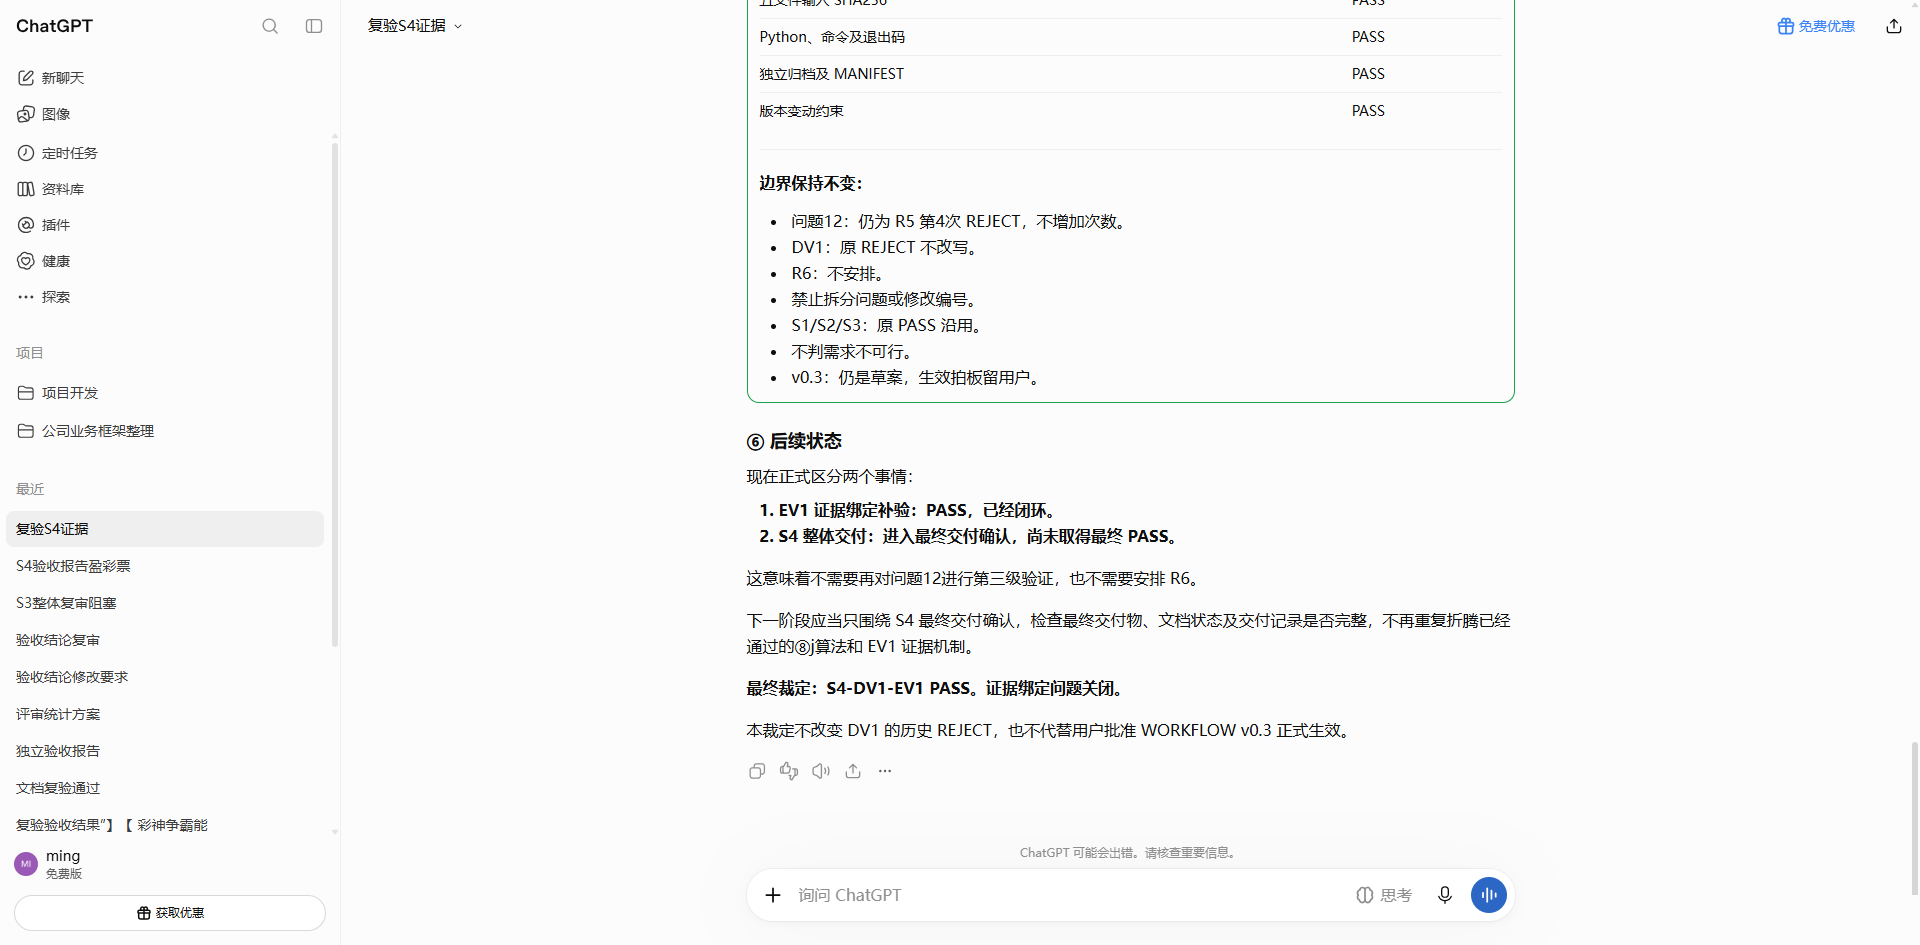 ChatGPT
新聊天
图像
定时任务
资料库
插件
健康
探索
项目
项目开发
公司业务框架整理
最近
复验S4证据
S4验收报告盈彩票
S3整体复审阻塞
验收结论复审
验收结论修改要求
评审统计方案
独立验收报告
文档复验通过
复验验收结果”】【 彩神争霸能
MI
ming
免费版
获取优惠
复验S4证据
免费优惠
五文件输入 SHA256 PASS
Python、命令及退出码 PASS
独立归档及 MANIFEST PASS
版本变动约束 PASS
边界保持不变：
• 问题12：仍为 R5 第4次 REJECT，不增加次数。
• DV1：原 REJECT 不改写。
• R6：不安排。
• 禁止拆分问题或修改编号。
• S1/S2/S3：原 PASS 沿用。
• 不判需求不可行。
• v0.3：仍是草案，生效拍板留用户。
⑥ 后续状态
现在正式区分两个事情：
1. EV1 证据绑定补验：PASS，已经闭环。
2. S4 整体交付：进入最终交付确认，尚未取得最终 PASS。
这意味着不需要再对问题12进行第三级验证，也不需要安排 R6。
下一阶段应当只围绕 S4 最终交付确认，检查最终交付物、文档状态及交付记录是否完整，不再重复折腾已经
通过的⑧j算法和 EV1 证据机制。
最终裁定：S4-DV1-EV1 PASS。证据绑定问题关闭。
本裁定不改变 DV1 的历史 REJECT，也不代替用户批准 WORKFLOW v0.3 正式生效。
ChatGPT 可能会出错。请核查重要信息。
询问 ChatGPT
思考